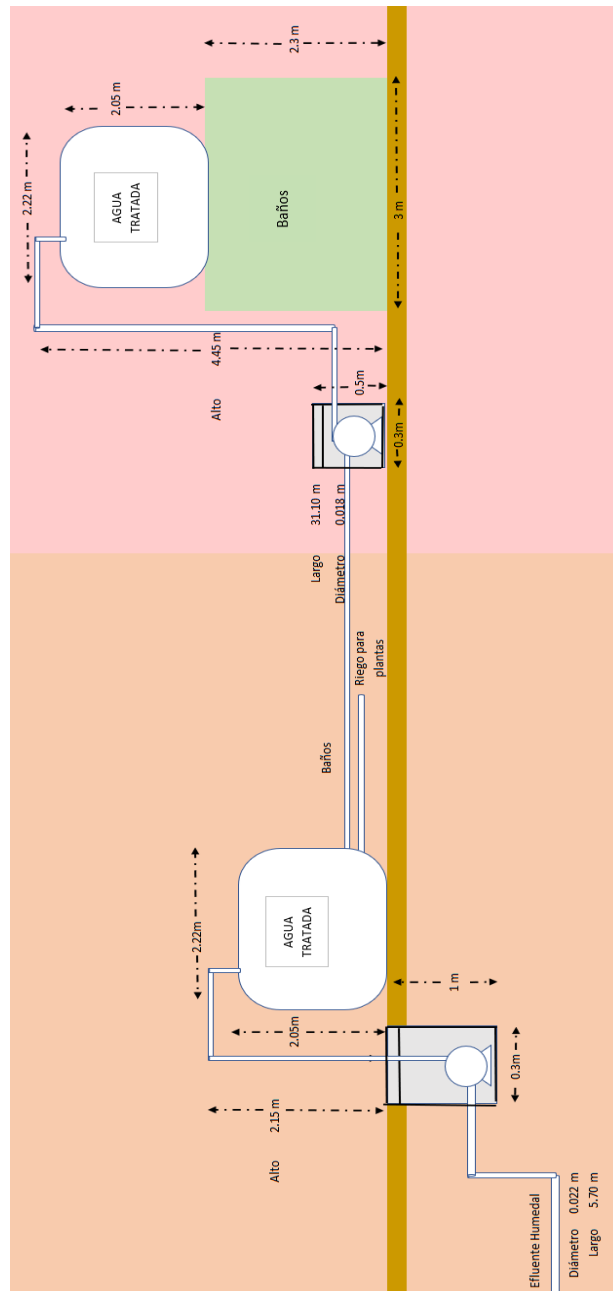 2.22m
AGUA
TRATADA
Alto 2.15 m
2.05m
Baños
Riego para
plantas
1 m
0.3m
Efluente Humedal
Diámetro 0.022 m
Largo 5.70 m
2.22 m
2.05 m
AGUA
TRATADA
Alto 4.45 m
Baños
2.3 m
Largo 31.10 m
Diámetro 0.018 m
0.5m
0.3m
3 m